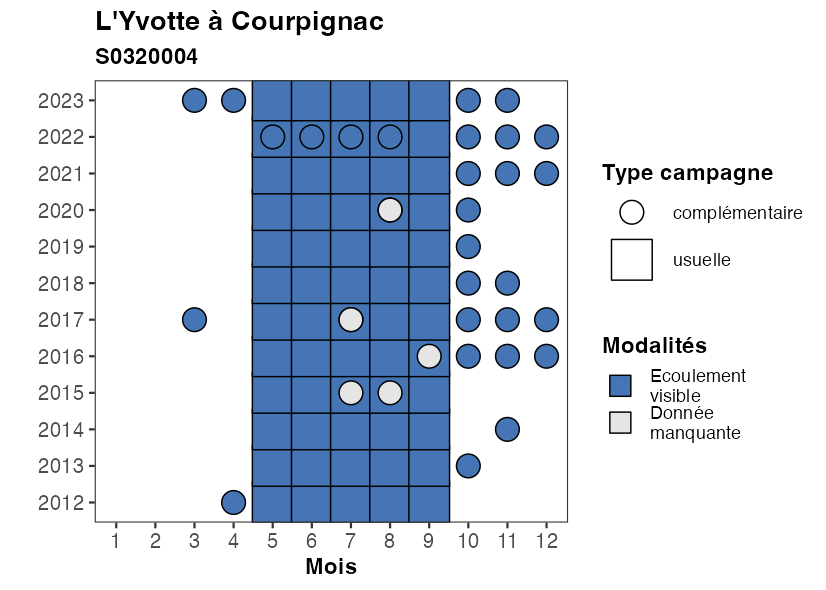 L'Yvotte à Courpignac
S0320004
2023
2022
2021
2020
2019
2018
2017
2016
2015
2014
2013
2012
1 2 3 4 5 6 7 8 9 10 11 12
Mois
Type campagne
complémentaire
usuelle
Modalités
Ecoulement
visible
Donnée
manquante